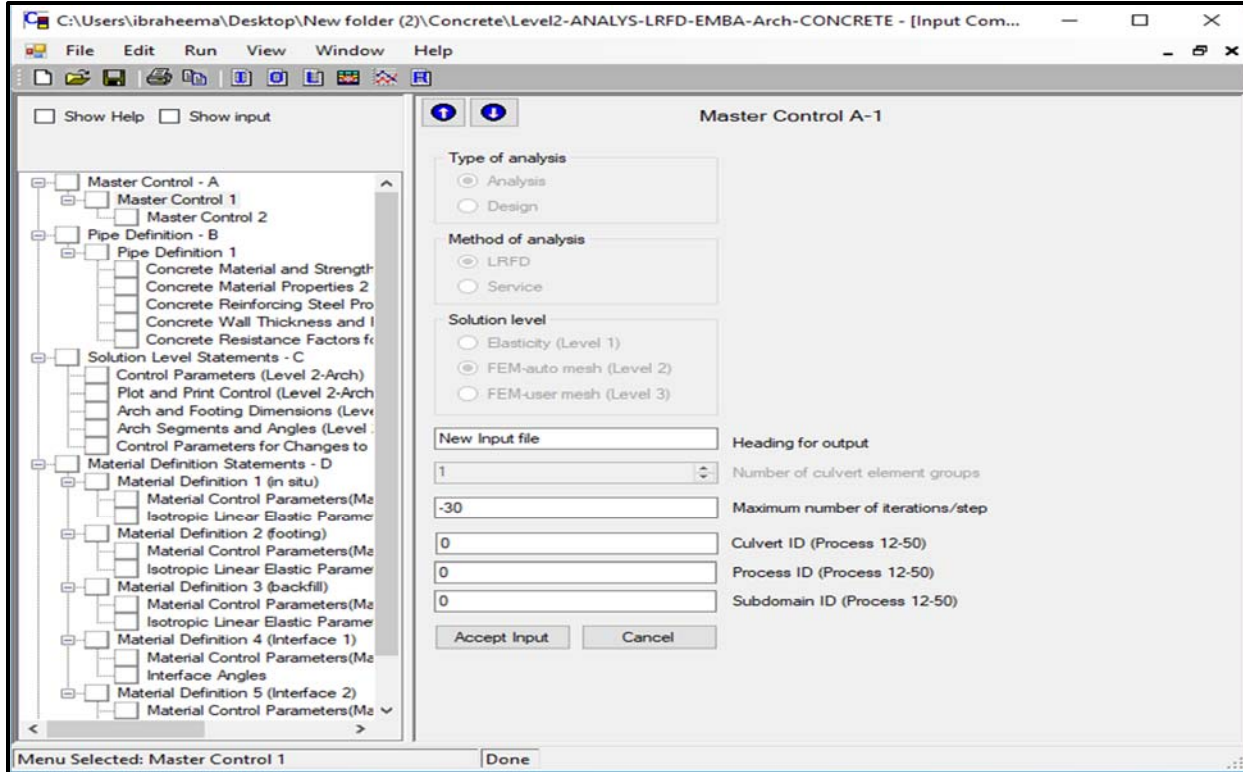 C:\Users\ibraheema\Desktop\New folder (2)\Concrete\Level2-ANALYS-LRFD-EMBA-Arch-CONCRETE - [Input Com...
File Edit Run View Window Help
Show Help Show input
Master Control - A
Master Control 1
Master Control 2
Pipe Definition - B
Pipe Definition 1
Concrete Material and Strength
Concrete Material Properties 2
Concrete Reinforcing Steel Pro
Concrete Wall Thickness and
Concrete Resistance Factors fo
Solution Level Statements - C
Control Parameters (Level 2-Arch)
Plot and Print Control (Level 2-Arch
Arch and Footing Dimensions (Leve
Arch Segments and Angles (Level
Control Parameters for Changes to
Material Definition Statements - D
Material Definition 1 (in situ)
Material Control Parameters(Ma
Isotropic Linear Elastic Parame
Material Definition 2 (footing)
Material Control Parameters(Ma
Isotropic Linear Elastic Parame
Material Definition 3 (backfill)
Material Control Parameters(Ma
Isotropic Linear Elastic Parame
Material Definition 4 (Interface 1)
Material Control Parameters(Ma
Interface Angles
Material Definition 5 (Interface 2)
Material Control Parameters(Ma
Master Control A-1
Type of analysis
Analysis
Design
Method of analysis
LRFD
Service
Solution level
Elasticity (Level 1)
FEM-auto mesh (Level 2)
FEM-user mesh (Level 3)
New Input file Heading for output
1 Number of culvert element groups
-30 Maximum number of iterations/step
0 Culvert ID (Process 12-50)
0 Process ID (Process 12-50)
0 Subdomain ID (Process 12-50)
Accept Input Cancel
Menu Selected: Master Control 1 Done